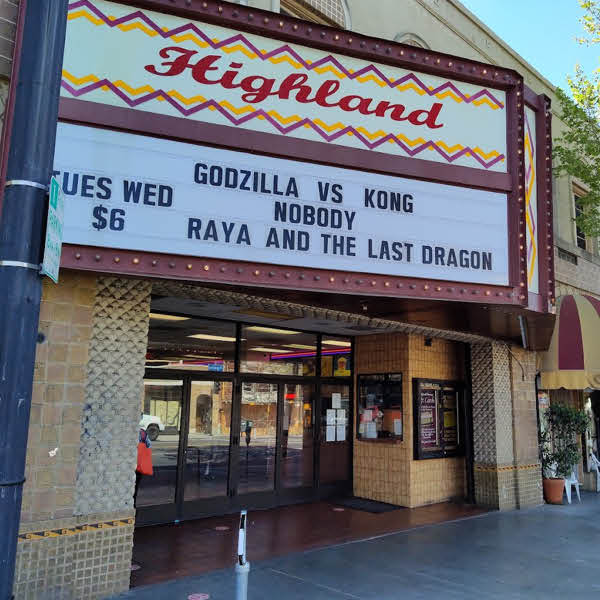 Highland
TUES WED
$6
GODZILLA VS KONG
NOBODY
RAYA AND THE LAST DRAGON